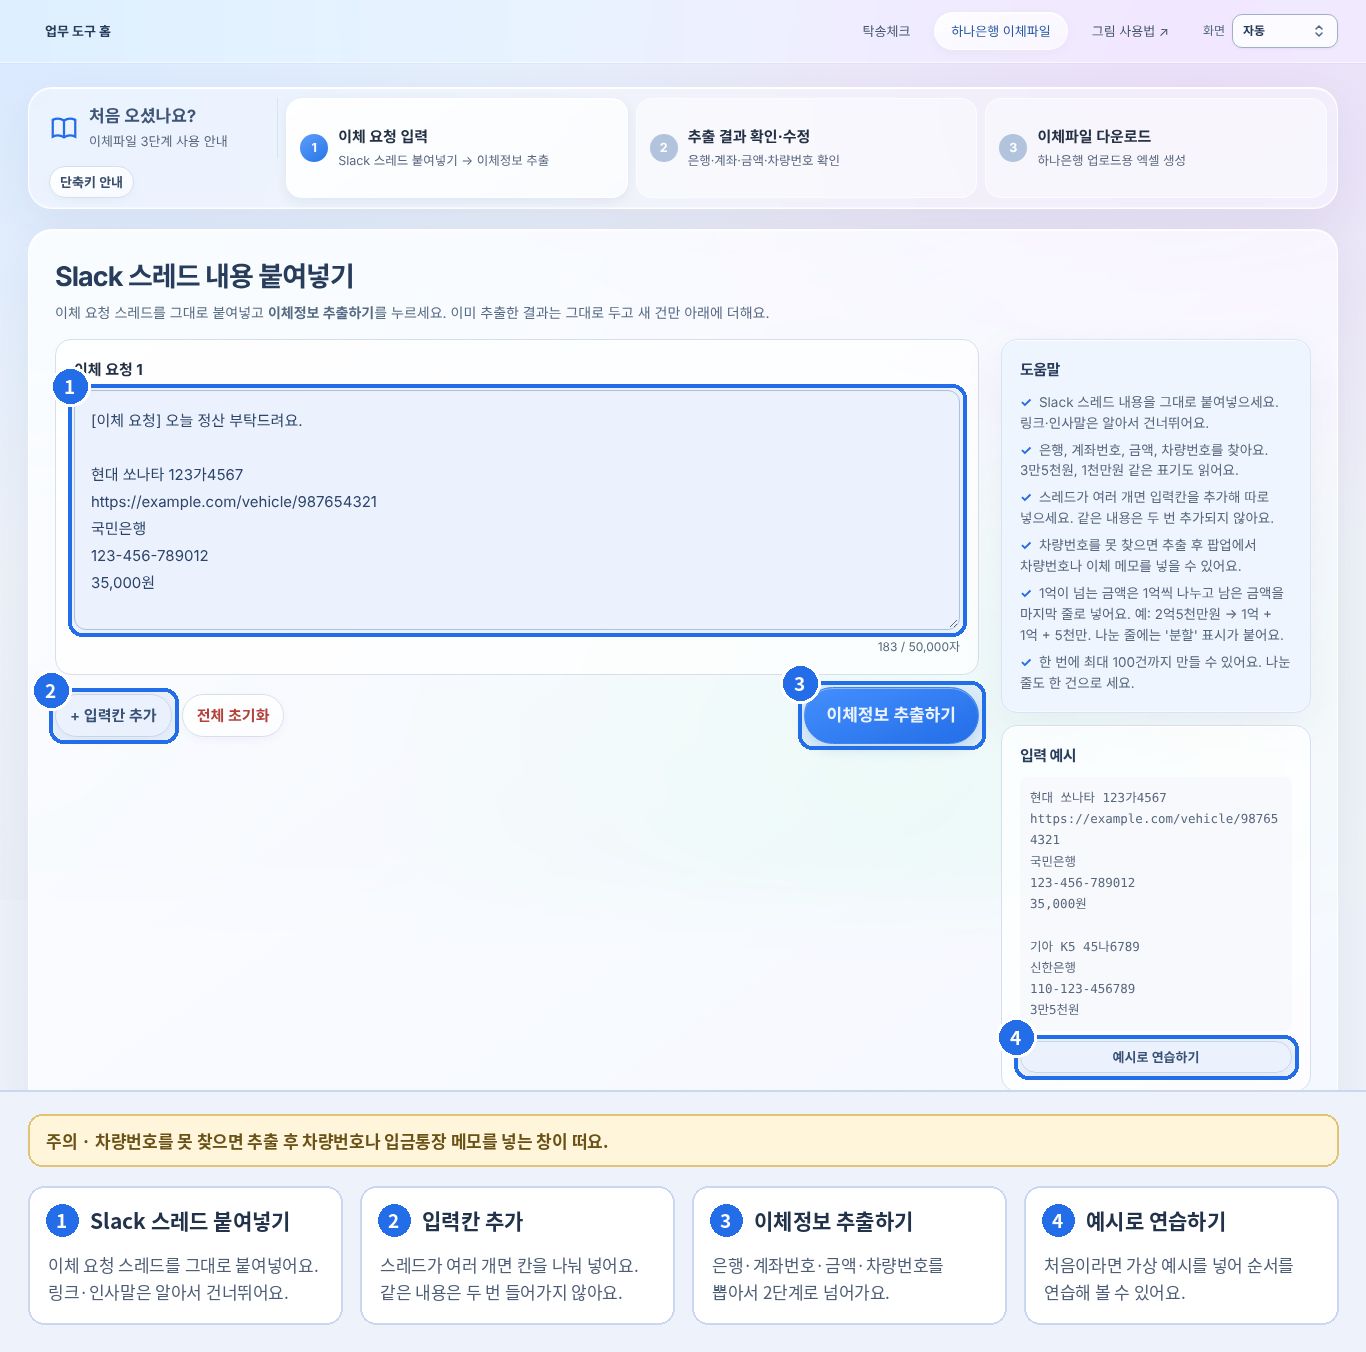 업무 도구 홈
탁송체크
하나은행 이체파일
그림 사용법 ↗
화면
자동
처음 오셨나요?
이체파일 3단계 사용 안내
단축키 안내
1
이체 요청 입력
Slack 스레드 붙여넣기 → 이체정보 추출
2
추출 결과 확인·수정
은행·계좌·금액·차량번호 확인
3
이체파일 다운로드
하나은행 업로드용 엑셀 생성
Slack 스레드 내용 붙여넣기
이체 요청 스레드를 그대로 붙여넣고 이체정보 추출하기를 누르세요. 이미 추출한 결과는 그대로 두고 새 건만 아래에 더해요.
이체 요청 1
1
[이체 요청] 오늘 정산 부탁드려요.
현대 쏘나타 123가4567
https://example.com/vehicle/987654321
국민은행
123-456-789012
35,000원
183 / 50,000자
2
+ 입력칸 추가
전체 초기화
3
이체정보 추출하기
도움말
✓ Slack 스레드 내용을 그대로 붙여넣으세요.
링크·인사말은 알아서 건너뛰어요.
✓ 은행, 계좌번호, 금액, 차량번호를 찾아요.
3만5천원, 1천만원 같은 표기도 읽어요.
✓ 스레드가 여러 개면 입력칸을 추가해 따로
넣으세요. 같은 내용은 두 번 추가되지 않아요.
✓ 차량번호를 못 찾으면 추출 후 팝업에서
차량번호나 이체 메모를 넣을 수 있어요.
✓ 1억이 넘는 금액은 1억씩 나누고 남은 금액을
마지막 줄로 넣어요. 예: 2억5천만원 → 1억 +
1억 + 5천만. 나눈 줄에는 '분할' 표시가 붙어요.
✓ 한 번에 최대 100건까지 만들 수 있어요. 나눈
줄도 한 건으로 세요.
입력 예시
현대 쏘나타 123가4567
https://example.com/vehicle/98765
4321
국민은행
123-456-789012
35,000원
기아 K5 45나6789
신한은행
110-123-456789
3만5천원
4
예시로 연습하기
주의 · 차량번호를 못 찾으면 추출 후 차량번호나 입금통장 메모를 넣는 창이 떠요.
1 Slack 스레드 붙여넣기
이체 요청 스레드를 그대로 붙여넣어요.
링크·인사말은 알아서 건너뛰어요.
2 입력칸 추가
스레드가 여러 개면 칸을 나눠 넣어요.
같은 내용은 두 번 들어가지 않아요.
3 이체정보 추출하기
은행·계좌번호·금액·차량번호를
뽑아서 2단계로 넘어가요.
4 예시로 연습하기
처음이라면 가상 예시를 넣어 순서를
연습해 볼 수 있어요.